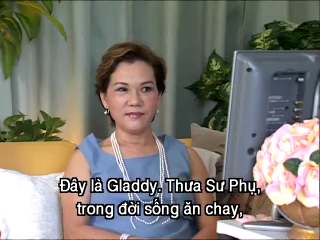 Đây là Gladdy. Thưa Sư Phụ,
trong đời sống ăn chay,